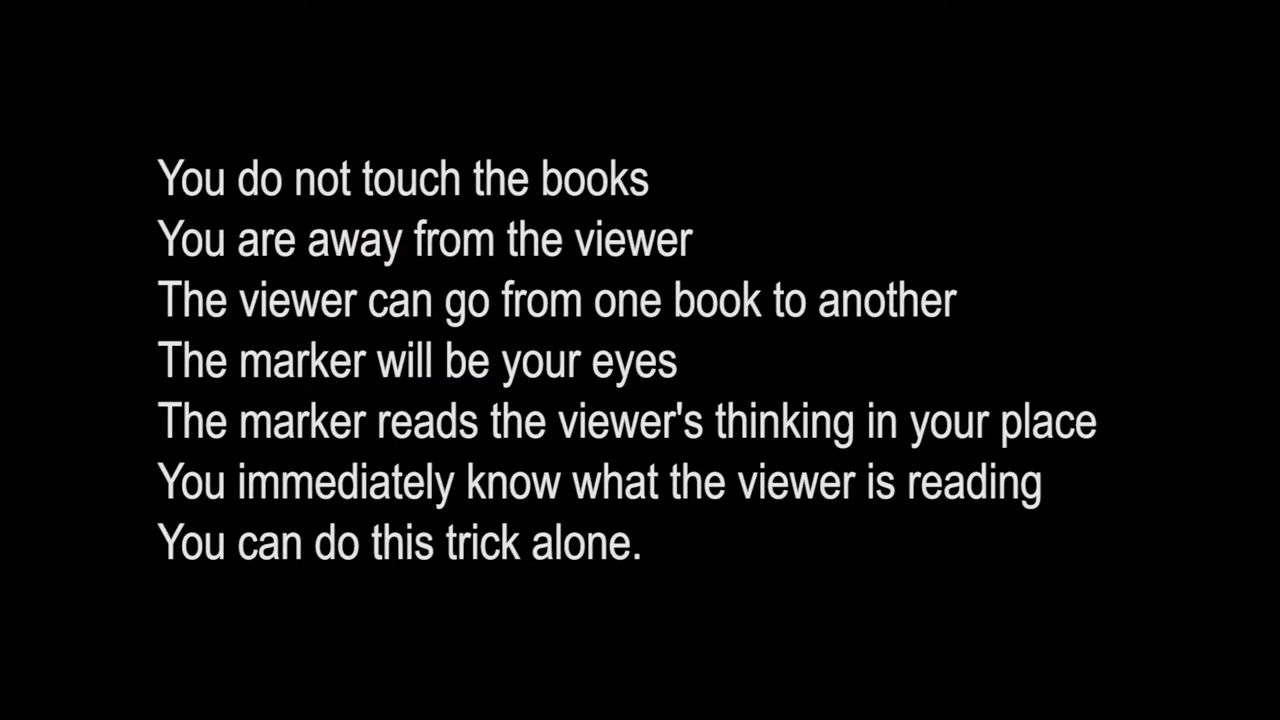 You do not touch the books
You are away from the viewer
The viewer can go from one book to another
The marker will be your eyes
The marker reads the viewer's thinking in your place
You immediately know what the viewer is reading
You can do this trick alone.